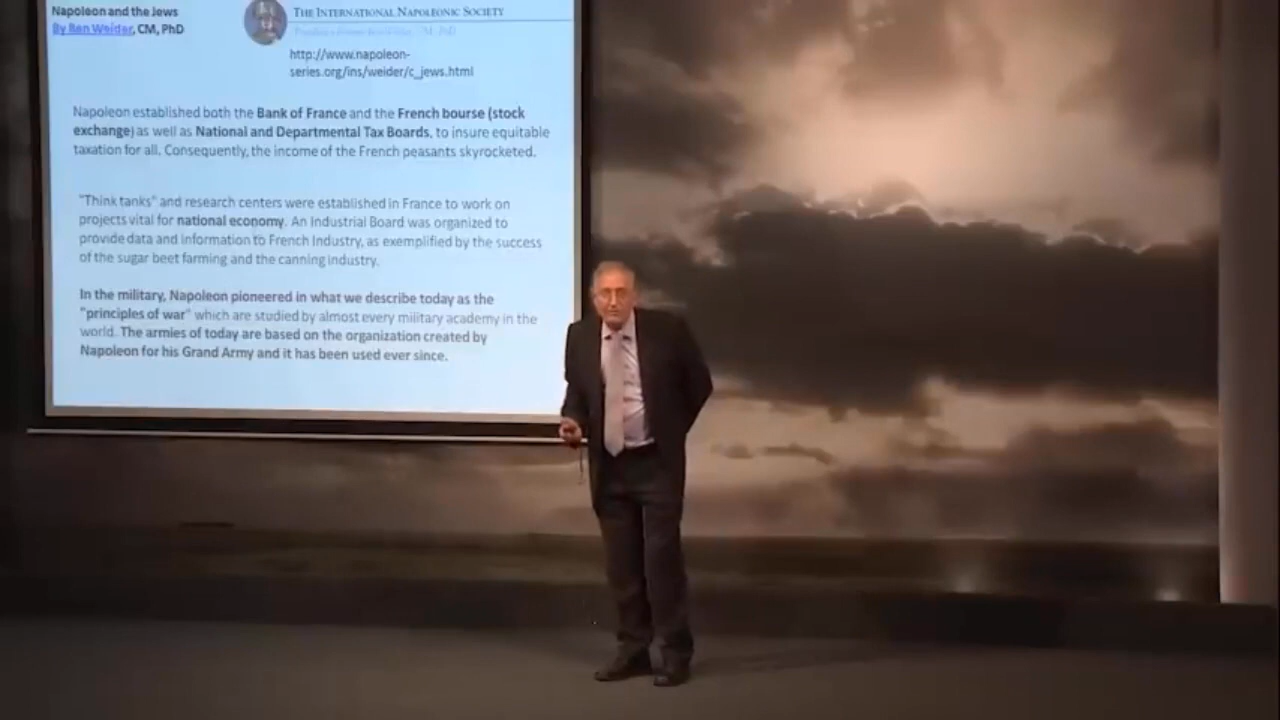 Napoleon and the Jews
By Ben Weider, CM, PhD
THE INTERNATIONAL NAPOLEONIC SOCIETY
http://www.napoleon-
series.org/ins/weider/c_jews.html
Napoleon established both the Bank of France and the French bourse (stock
exchange) as well as National and Departmental Tax Boards, to insure equitable
taxation for all. Consequently, the income of the French peasants skyrocketed.
"Think tanks" and research centers were established in France to work on
projects vital for national economy. An Industrial Board was organized to
provide data and information to French Industry, as exemplified by the success
of the sugar beet farming and the canning industry.
In the military, Napoleon pioneered in what we describe today as the
"principles of war" which are studied by almost every military academy in the
world. The armies of today are based on the organization created by
Napoleon for his Grand Army and it has been used ever since.